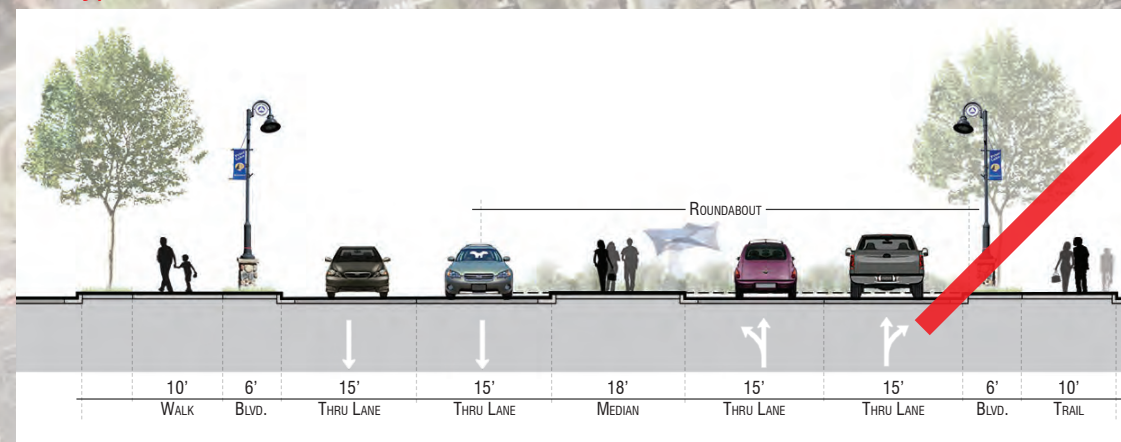 ROUNDABOUT
10' 6' 15' 15' 18' 15' 15' 6' 10'
WALK BLVD. THRU LANE THRU LANE MEDIAN THRU LANE THRU LANE BLVD. TRAIL